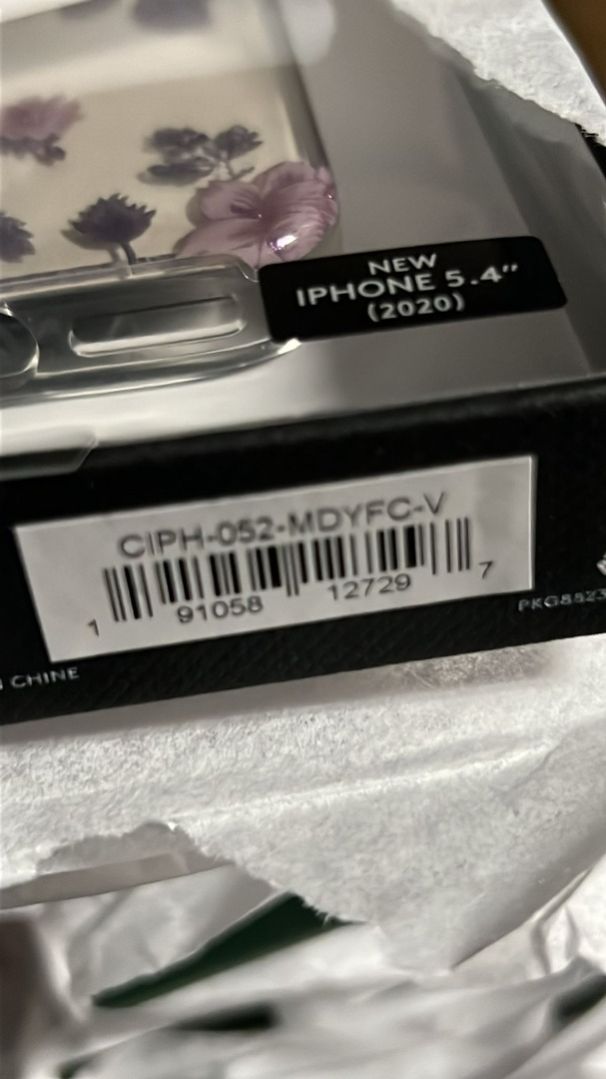 NEW
IPHONE 5.4"
(2020)
CIPH-052-MDYFC-V
1 91058 12729 7
CHINE